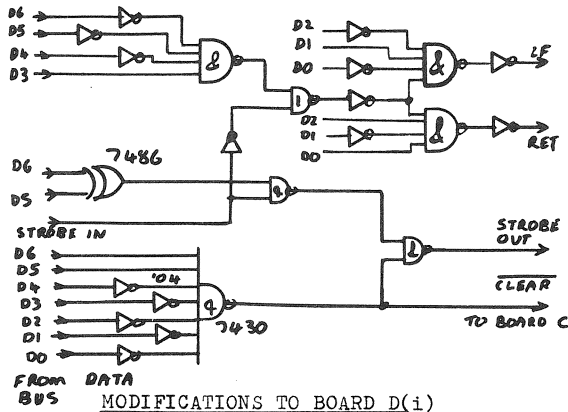 D6
D5
D4
D3
&
1
D2
D1
D0
&
LF
D2
D1
D0
&
RET
D6
D5
7486
&
STROBE IN
&
STROBE
OUT
D6
D5
D4
D3
D2
D1
D0
'04
&
7430
CLEAR
TO BOARD C
FROM DATA
BUS
MODIFICATIONS TO BOARD D(i)